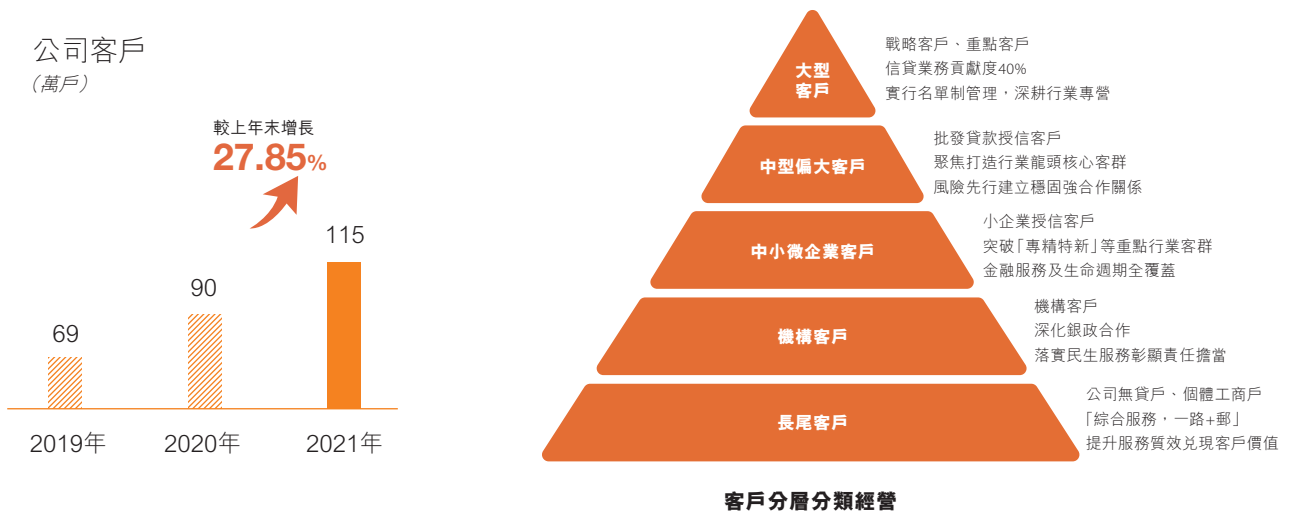 公司客戶
（萬戶）
較上年末增長
27.85%
69
90
115
2019年
2020年
2021年
大型
客戶
戰略客戶、重點客戶
信貸業務貢獻度40%
實行名單制管理，深耕行業專營
中型偏大客戶
批發貸款授信客戶
聚焦打造行業龍頭核心客群
風險先行建立穩固強合作關係
中小微企業客戶
小企業授信客戶
突破「專精特新」等重點行業客群
金融服務及生命週期全覆蓋
機構客戶
機構客戶
深化銀政合作
落實民生服務彰顯責任擔當
長尾客戶
公司無貸戶、個體工商戶
「綜合服務，一路+郵」
提升服務質效兑現客戶價值
客戶分層分類經營